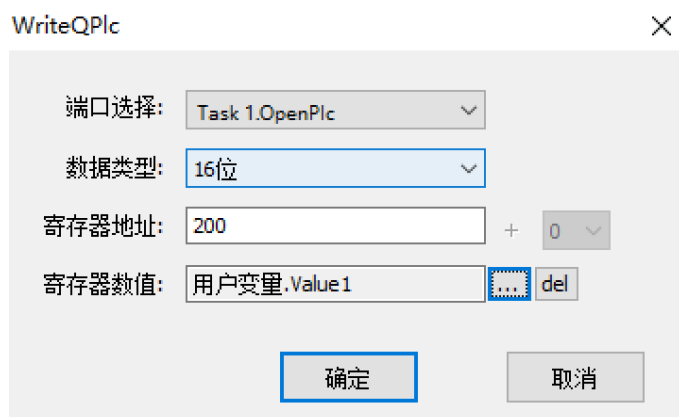 WriteQPlc
端口选择: Task 1.OpenPlc
数据类型: 16位
寄存器地址: 200 + 0
寄存器数值: 用户变量.Value1 ... del
确定 取消